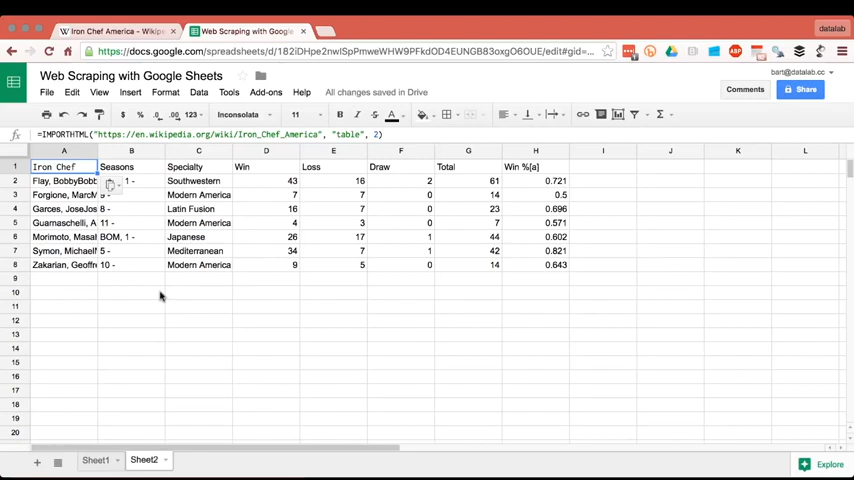 Iron Chef America - Wikipe
Web Scraping with Google
datalab
https://docs.google.com/spreadsheets/d/182iDHpe2nwlSpPmweWHW9PFkdOD4EUNGB83oxgO6OUE/edit#gid=...
Web Scraping with Google Sheets
bart@datalab.cc
File Edit View Insert Format Data Tools Add-ons Help All changes saved in Drive
Comments
Share
$ % .0 .00 123 Inconsolata 11 B I S A
fx =IMPORTHTML("https://en.wikipedia.org/wiki/Iron_Chef_America", "table", 2)
A B C D E F G H I J K L
1 Iron Chef Seasons Specialty Win Loss Draw Total Win %[a]
2 Flay, BobbyBobb 1 - Southwestern 43 16 2 61 0.721
3 Forgione, MarcM 9 - Modern America 7 7 0 14 0.5
4 Garces, JoseJos 8 - Latin Fusion 16 7 0 23 0.696
5 Guarnaschelli, A 11 - Modern America 4 3 0 7 0.571
6 Morimoto, Masal BOM, 1 - Japanese 26 17 1 44 0.602
7 Symon, Michael 5 - Mediterranean 34 7 1 42 0.821
8 Zakarian, Geoffr 10 - Modern America 9 5 0 14 0.643
9
10
11
12
13
14
15
16
17
18
19
20
Sheet1
Sheet2
Explore